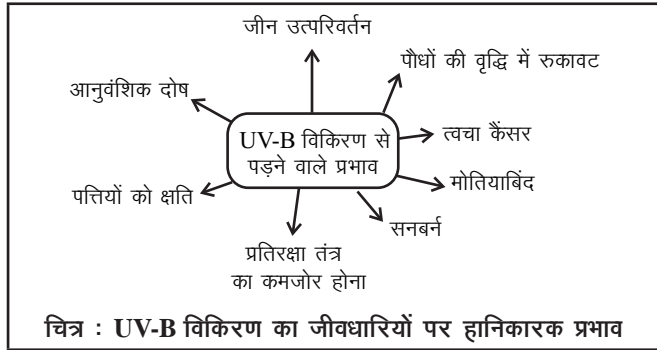 जीन उत्परिवर्तन
पौधों की वृद्धि में रुकावट
आनुवंशिक दोष
UV-B विकिरण से
पड़ने वाले प्रभाव
त्वचा कैंसर
पत्तियों को क्षति
मोतियाबिंद
सनबर्न
प्रतिरक्षा तंत्र
का कमजोर होना
चित्र : UV-B विकिरण का जीवधारियों पर हानिकारक प्रभाव